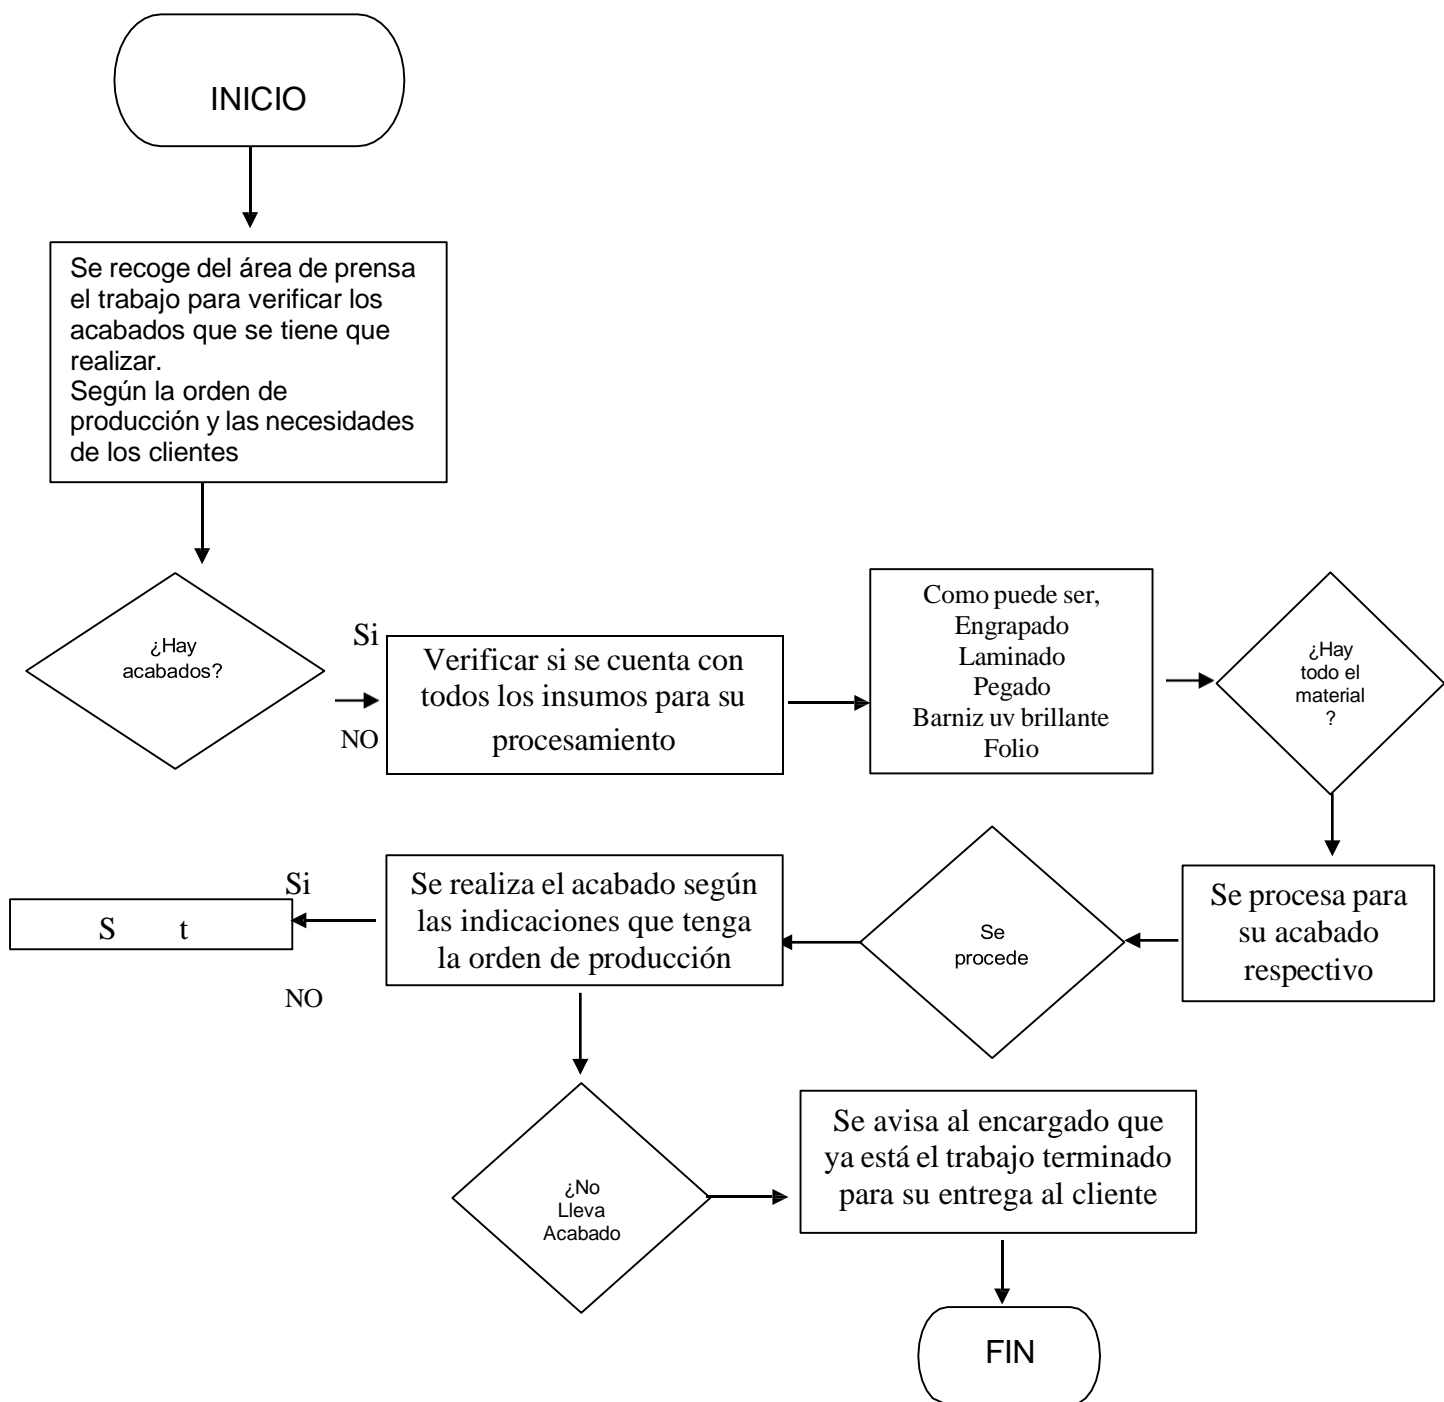 INICIO
Se recoge del área de prensa
el trabajo para verificar los
acabados que se tiene que
realizar.
Según la orden de
producción y las necesidades
de los clientes
¿Hay
acabados?
Si
NO
Verificar si se cuenta con
todos los insumos para su
procesamiento
Como puede ser,
Engrapado
Laminado
Pegado
Barniz uv brillante
Folio
¿Hay
todo el
material
?
Se procesa para
su acabado
respectivo
Se
procede
Se realiza el acabado según
las indicaciones que tenga
la orden de producción
Si
S t
NO
¿No
Lleva
Acabado
Se avisa al encargado que
ya está el trabajo terminado
para su entrega al cliente
FIN